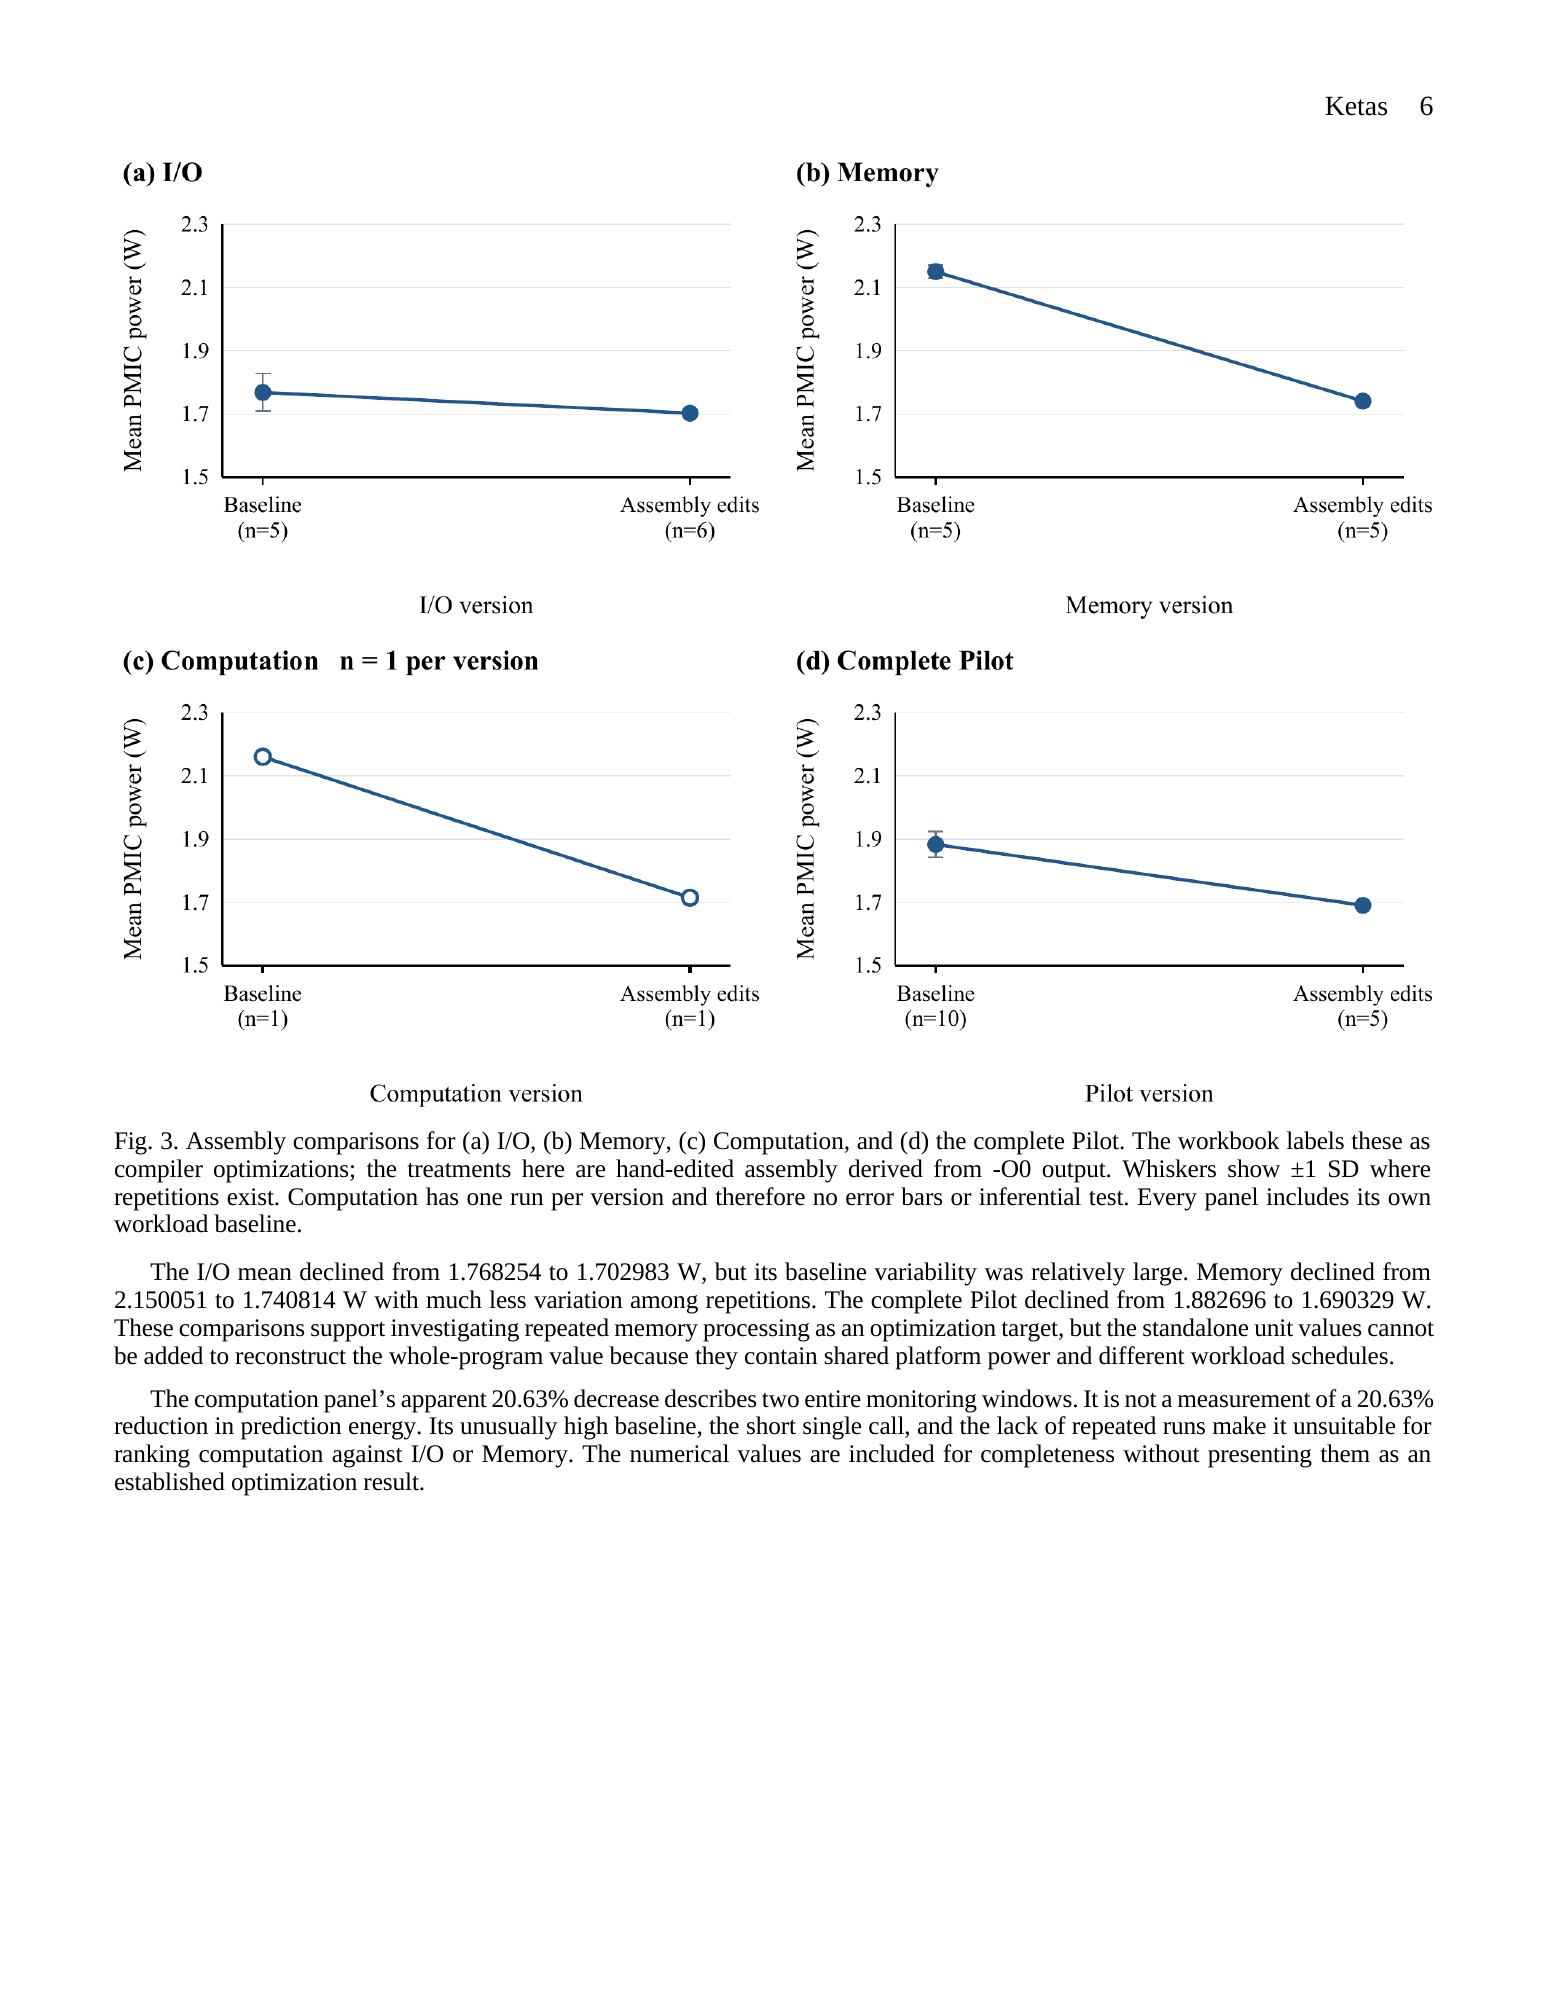 Ketas 6
(a) I/O
Mean PMIC power (W)
2.3
2.1
1.9
1.7
1.5
Baseline
(n=5)
Assembly edits
(n=6)
I/O version
(b) Memory
Mean PMIC power (W)
2.3
2.1
1.9
1.7
1.5
Baseline
(n=5)
Assembly edits
(n=5)
Memory version
(c) Computation n = 1 per version
Mean PMIC power (W)
2.3
2.1
1.9
1.7
1.5
Baseline
(n=1)
Assembly edits
(n=1)
Computation version
(d) Complete Pilot
Mean PMIC power (W)
2.3
2.1
1.9
1.7
1.5
Baseline
(n=10)
Assembly edits
(n=5)
Pilot version
Fig. 3. Assembly comparisons for (a) I/O, (b) Memory, (c) Computation, and (d) the complete Pilot. The workbook labels these as
compiler optimizations; the treatments here are hand-edited assembly derived from -O0 output. Whiskers show ±1 SD where
repetitions exist. Computation has one run per version and therefore no error bars or inferential test. Every panel includes its own
workload baseline.
The I/O mean declined from 1.768254 to 1.702983 W, but its baseline variability was relatively large. Memory declined from
2.150051 to 1.740814 W with much less variation among repetitions. The complete Pilot declined from 1.882696 to 1.690329 W.
These comparisons support investigating repeated memory processing as an optimization target, but the standalone unit values cannot
be added to reconstruct the whole-program value because they contain shared platform power and different workload schedules.
The computation panel’s apparent 20.63% decrease describes two entire monitoring windows. It is not a measurement of a 20.63%
reduction in prediction energy. Its unusually high baseline, the short single call, and the lack of repeated runs make it unsuitable for
ranking computation against I/O or Memory. The numerical values are included for completeness without presenting them as an
established optimization result.